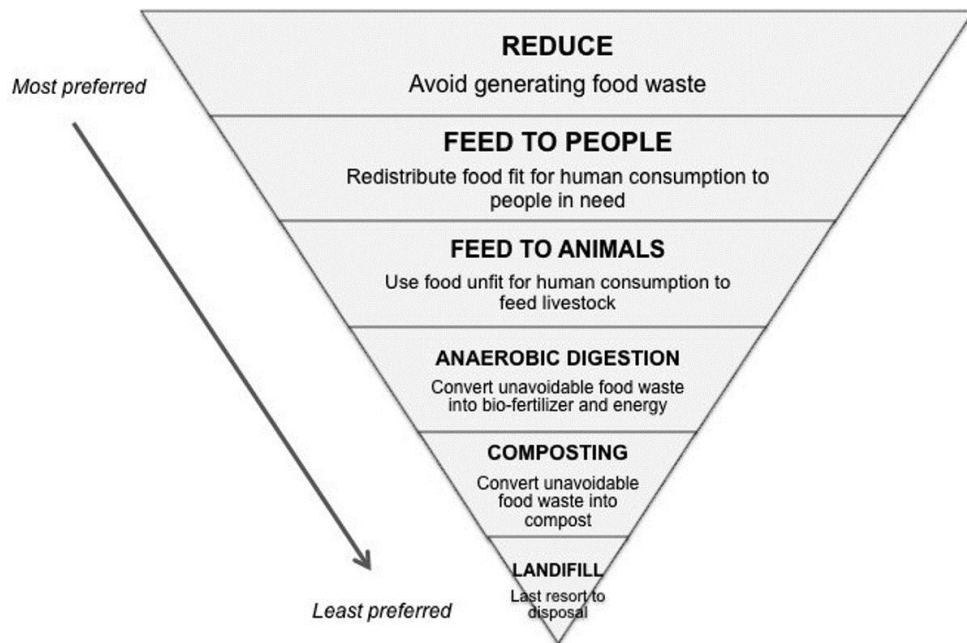 REDUCE
Avoid generating food waste
Most preferred
FEED TO PEOPLE
Redistribute food fit for human consumption to
people in need
FEED TO ANIMALS
Use food unfit for human consumption to
feed livestock
ANAEROBIC DIGESTION
Convert unavoidable food waste
into bio-fertilizer and energy
COMPOSTING
Convert unavoidable
food waste into
compost
LANDIFILL
Last resort to
disposal
Least preferred